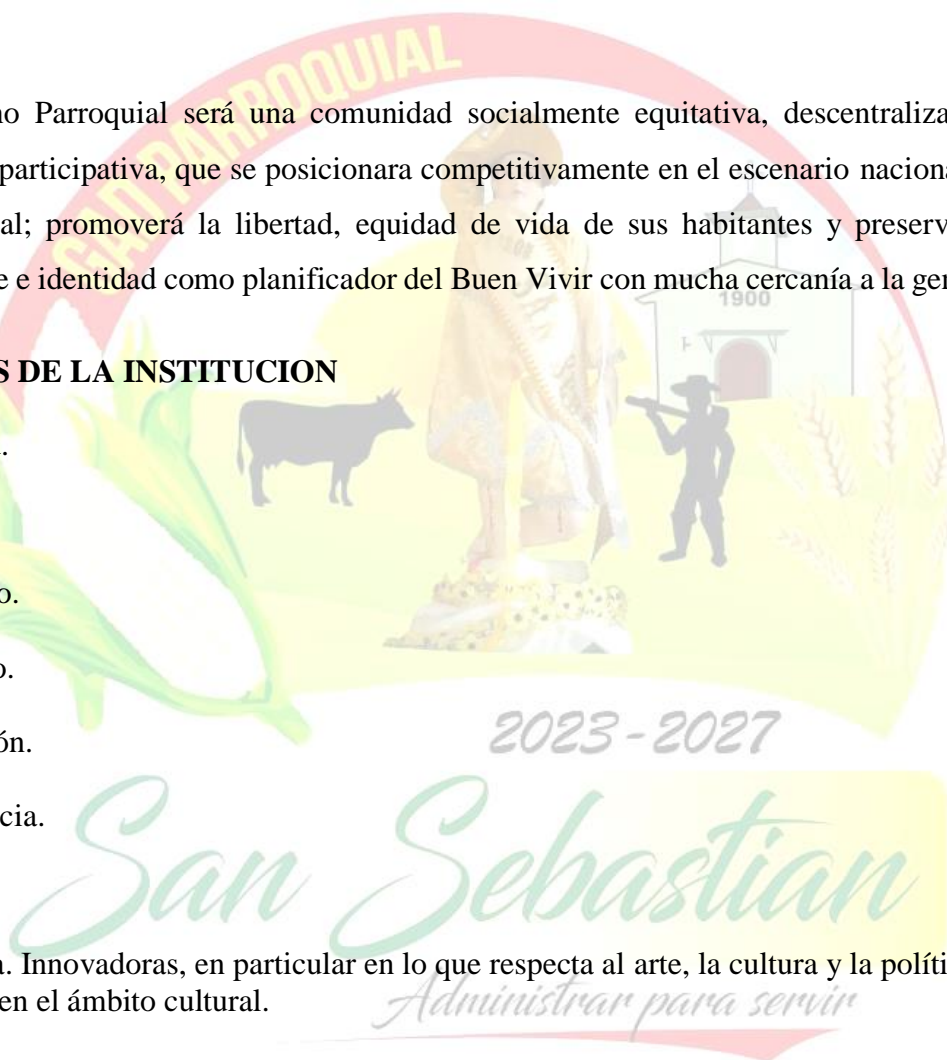 GAD PARROQUIAL
no Parroquial será una comunidad socialmente equitativa, descentraliza
participativa, que se posicionara competitivamente en el escenario naciona
al; promoverá la libertad, equidad de vida de sus habitantes y preserv
e e identidad como planificador del Buen Vivir con mucha cercanía a la gen
1900
S DE LA INSTITUCION
.
o.
o.
ón.
2023 - 2027
cia.
San Sebastian
a. Innovadoras, en particular en lo que respecta al arte, la cultura y la políti
en el ámbito cultural.
Administrar para servir